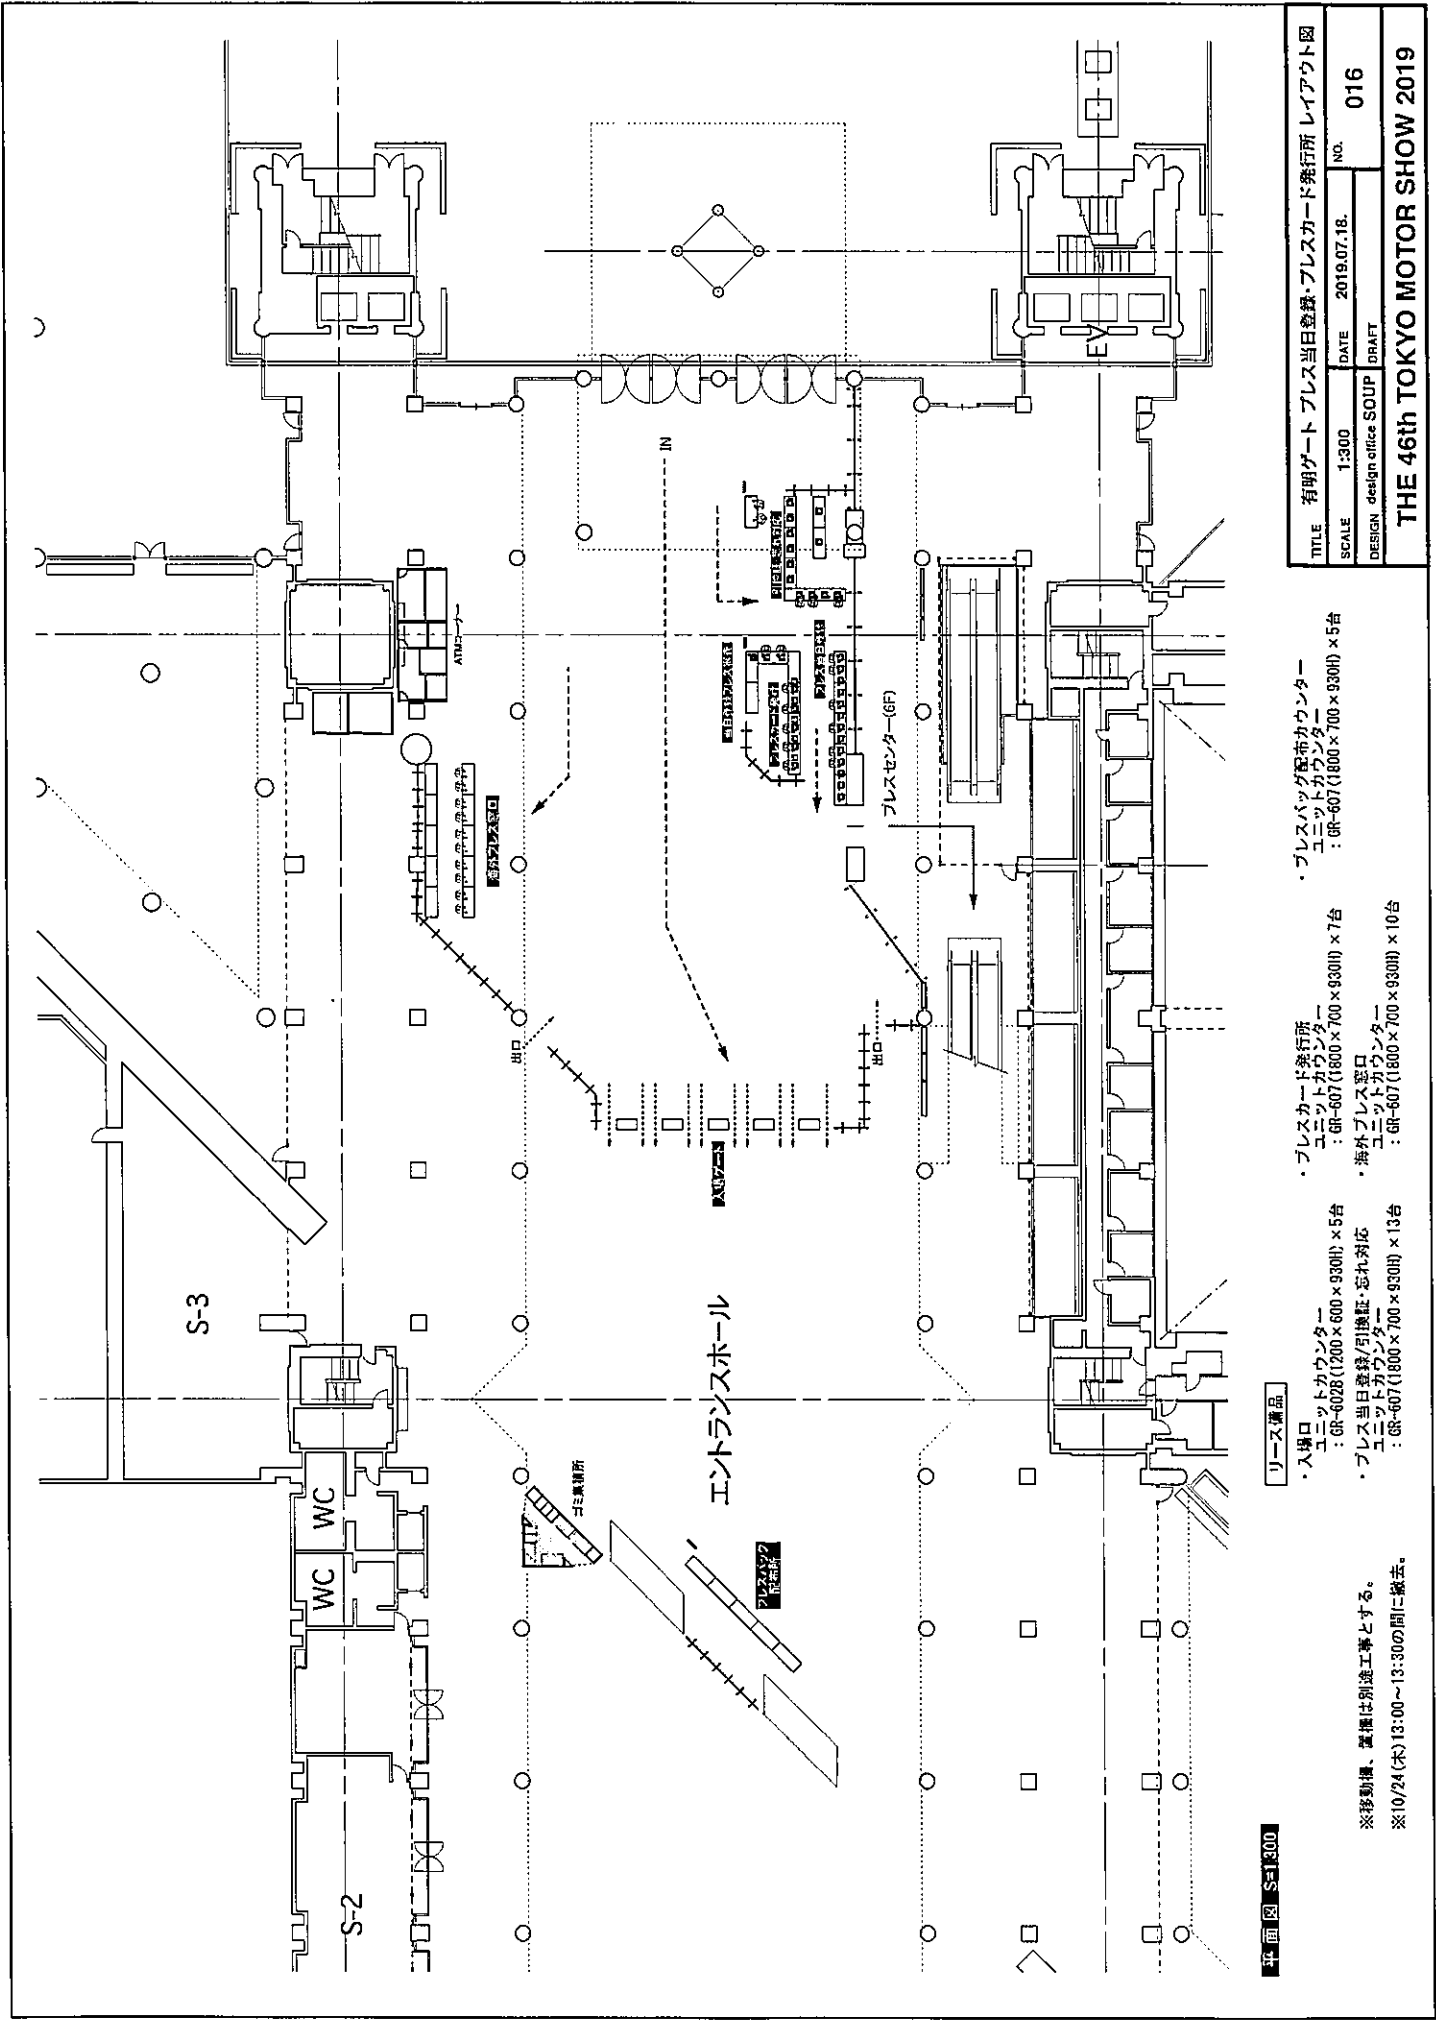 S-3
S-2
WC
WC
ATMコーナー
EV
IN
海外プレス窓口
プレスセンター(6F)
出口
出口
入場ゲート
エントランスホール
ゴミ集積所
プレスバッグ
配布所
平面図 S=1:300
リース備品
・入場口
ユニットカウンター
: GR-602B(1200×600×930H)×5台
・プレス当日登録/引換証・忘れ対応
ユニットカウンター
: GR-607(1800×700×930H)×13台
・プレスカード発行所
ユニットカウンター
: GR-607(1800×700×930H)×7台
・海外プレス窓口
ユニットカウンター
: GR-607(1800×700×930H)×10台
・プレスバッグ配布カウンター
ユニットカウンター
: GR-607(1800×700×930H)×5台
※移動欄、置欄は別途工事とする。
※10/24(木)13:00~13:30の間に撤去。
TITLE 有明ゲート プレス当日登録・プレスカード発行所 レイアウト図
SCALE 1:300 DATE 2019.07.18. NO. 016
DESIGN design office SOUP DRAFT
THE 46th TOKYO MOTOR SHOW 2019